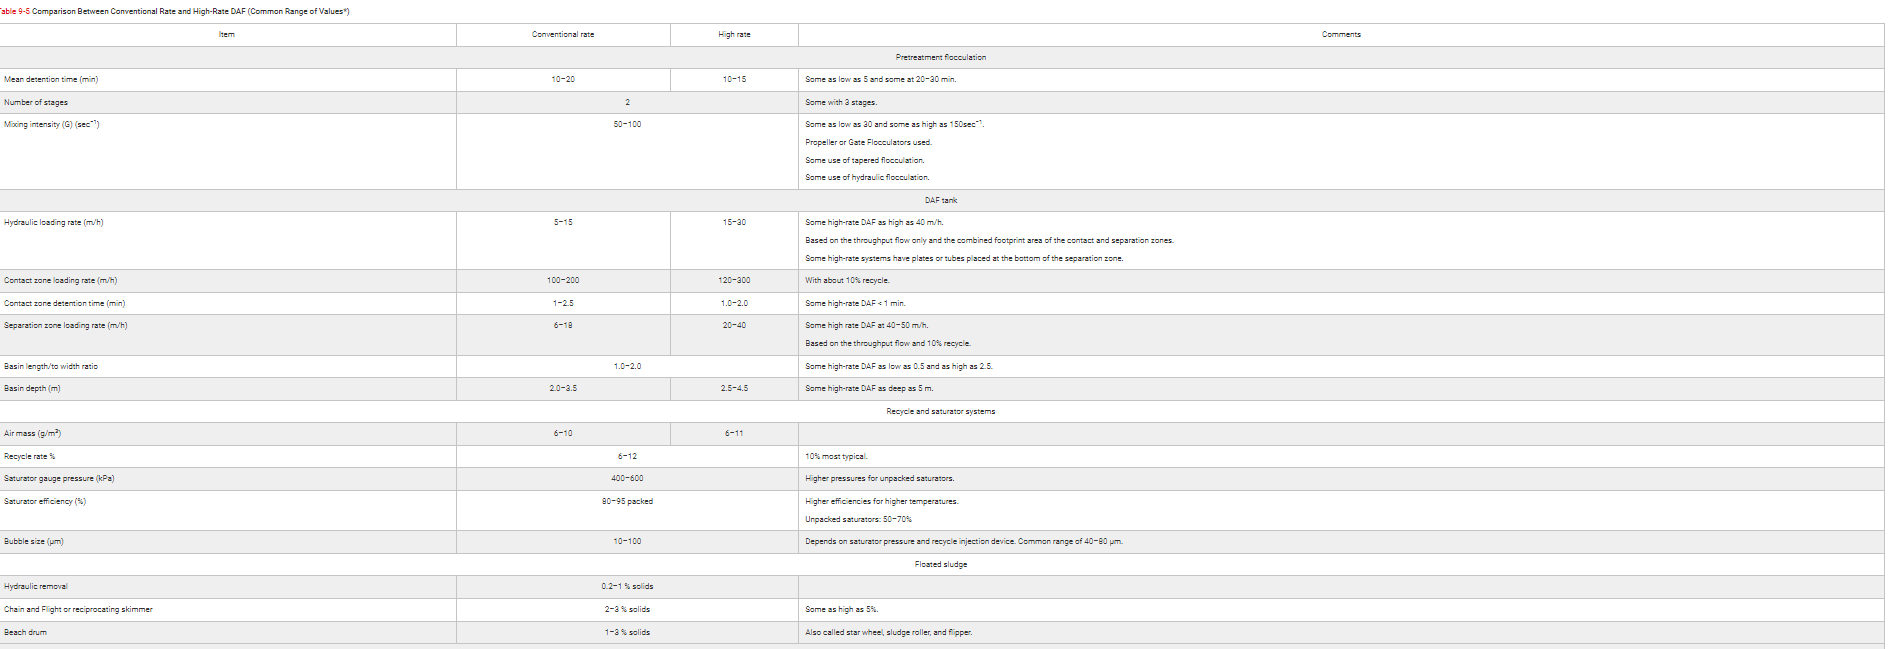 Table 9-8 Comparison Between Conventional Rate and High-Rate DAF (Common Range of Values*)
Item Conventional rate High rate Comments
Pretreatment flocculation
Mean detention time (min) 10–20 10–15 Some as low as 5 and some at 20–30 min.
Number of stages 2 Some with 3 stages.
Mixing intensity (G) (sec⁻¹) 50–100 Some as low as 30 and some as high as 150sec⁻¹.
Propeller or Gate Flocculators used.
Some use of tapered flocculation.
Some use of hydraulic flocculation.
DAF tank
Hydraulic loading rate (m/h) 5–15 15–30 Some high-rate DAF as high as 40 m/h.
Based on the throughput flow only and the combined footprint area of the contact and separation zones.
Some high-rate systems have plates or tubes placed at the bottom of the separation zone.
Contact zone loading rate (m/h) 100–200 120–300 With about 10% recycle.
Contact zone detention time (min) 1–2.5 1.0–2.0 Some high-rate DAF < 1 min.
Separation zone loading rate (m/h) 6–18 20–40 Some high rate DAF at 40–50 m/h.
Based on the throughput flow and 10% recycle.
Basin length/to width ratio 1.0–2.0 Some high-rate DAF as low as 0.5 and as high as 2.5.
Basin depth (m) 2.0–3.5 2.5–4.5 Some high-rate DAF as deep as 5 m.
Recycle and saturator systems
Air mass (g/m³) 6–10 6–11
Recycle rate % 6–12 10% most typical.
Saturator gauge pressure (kPa) 400–600 Higher pressures for unpacked saturators.
Saturator efficiency (%) 80–95 packed Higher efficiencies for higher temperatures.
Unpacked saturators: 50–70%
Bubble size (µm) 10–100 Depends on saturator pressure and recycle injection device. Common range of 40–80 µm.
Floated sludge
Hydraulic removal 0.2–1 % solids
Chain and Flight or reciprocating skimmer 2–3 % solids Some as high as 5%.
Beach drum 1–3 % solids Also called star wheel, sludge roller, and flipper.